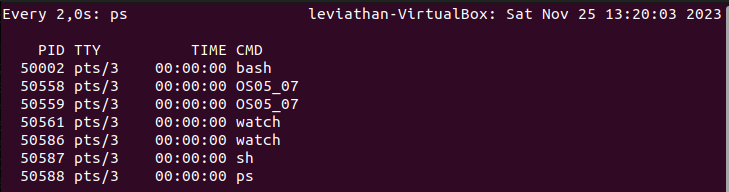 Every 2,0s: ps leviathan-VirtualBox: Sat Nov 25 13:20:03 2023
PID TTY TIME CMD
50002 pts/3 00:00:00 bash
50558 pts/3 00:00:00 OS05_07
50559 pts/3 00:00:00 OS05_07
50561 pts/3 00:00:00 watch
50586 pts/3 00:00:00 watch
50587 pts/3 00:00:00 sh
50588 pts/3 00:00:00 ps